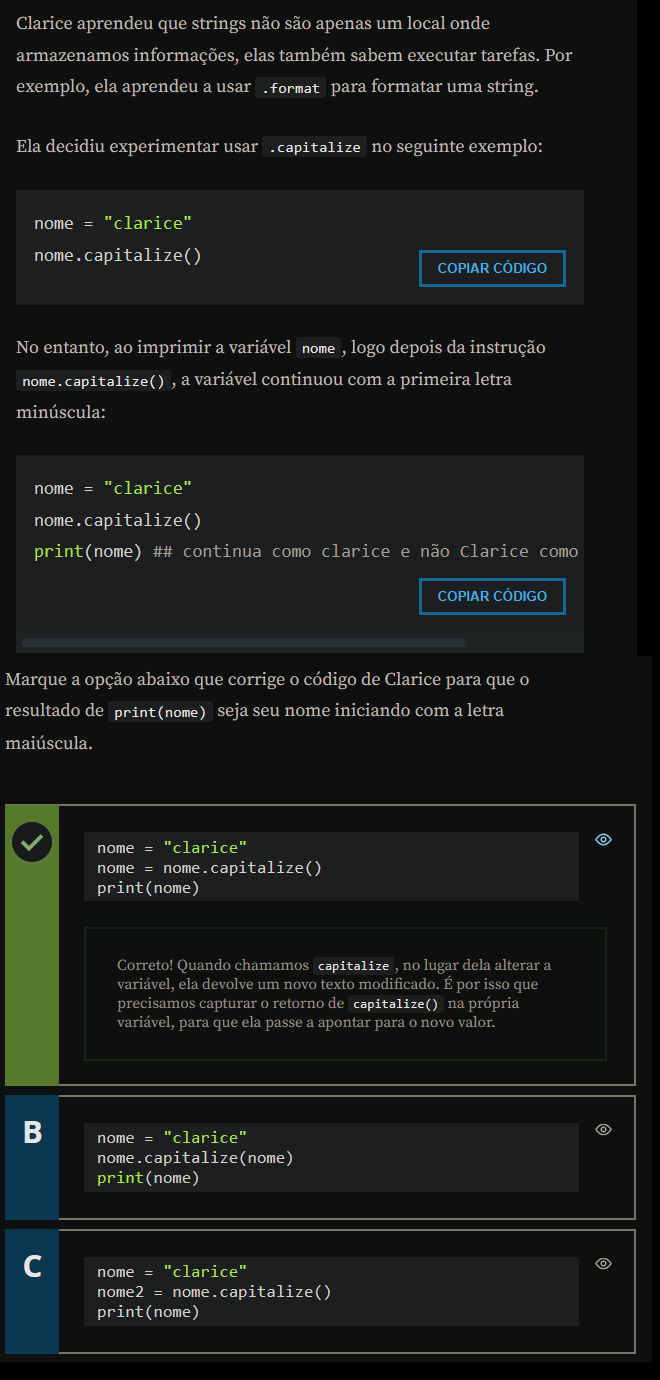 Clarice aprendeu que strings não são apenas um local onde
armazenamos informações, elas também sabem executar tarefas. Por
exemplo, ela aprendeu a usar .format para formatar uma string.
Ela decidiu experimentar usar .capitalize no seguinte exemplo:
nome = "clarice"
nome.capitalize()
COPIAR CÓDIGO
No entanto, ao imprimir a variável nome , logo depois da instrução
nome.capitalize() , a variável continuou com a primeira letra
minúscula:
nome = "clarice"
nome.capitalize()
print(nome) ## continua como clarice e não Clarice como
COPIAR CÓDIGO
Marque a opção abaixo que corrige o código de Clarice para que o
resultado de print(nome) seja seu nome iniciando com a letra
maiúscula.
nome = "clarice"
nome = nome.capitalize()
print(nome)
Correto! Quando chamamos capitalize , no lugar dela alterar a
variável, ela devolve um novo texto modificado. É por isso que
precisamos capturar o retorno de capitalize() na própria
variável, para que ela passe a apontar para o novo valor.
B
nome = "clarice"
nome.capitalize(nome)
print(nome)
C
nome = "clarice"
nome2 = nome.capitalize()
print(nome)